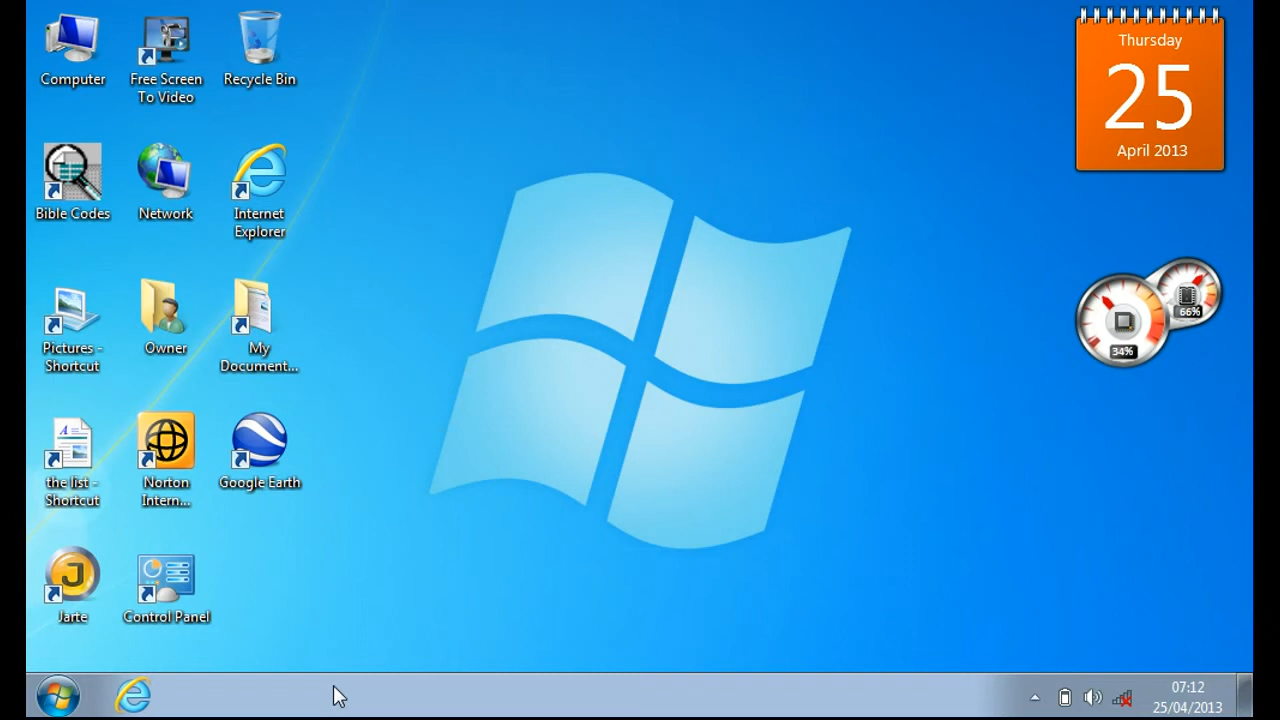 Computer
Free Screen
To Video
Recycle Bin
Bible Codes
Network
Internet
Explorer
Pictures -
Shortcut
Owner
My
Document...
the list -
Shortcut
Norton
Intern...
Google Earth
Jarte
Control Panel
Thursday
25
April 2013
66%
34%
07:12
25/04/2013